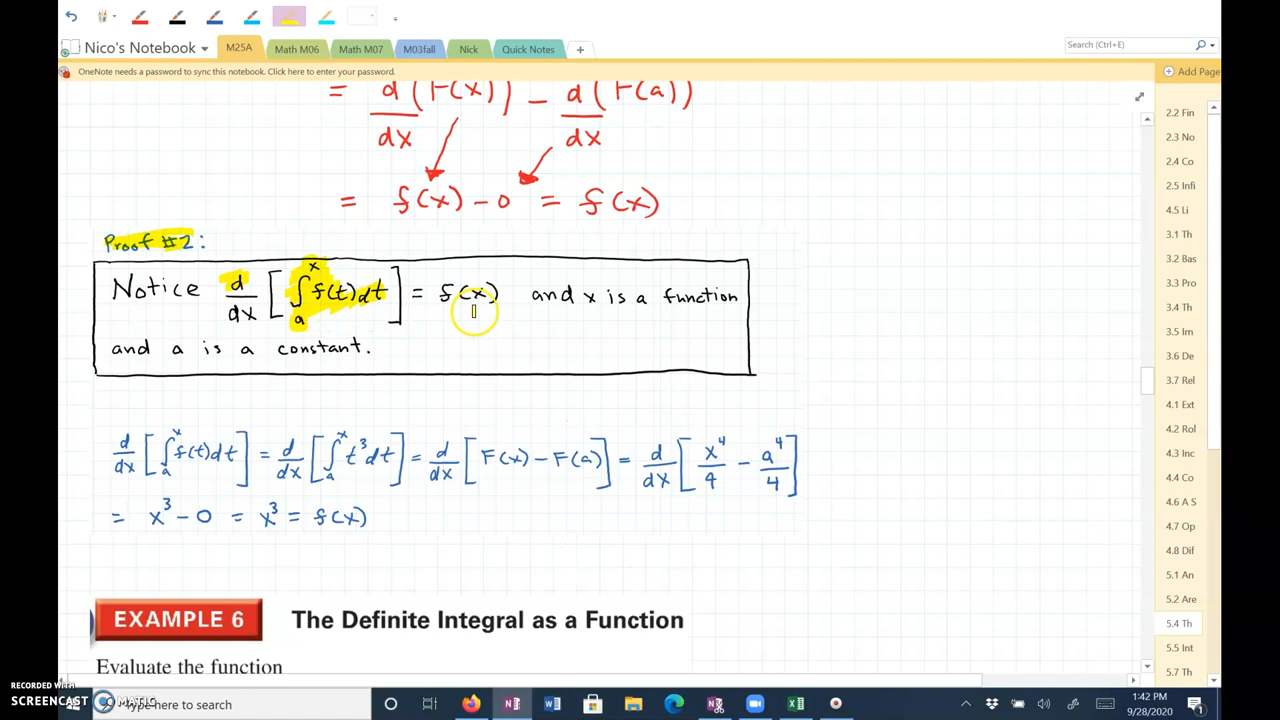 Nico's Notebook
M25A
Math M06
Math M07
M03fall
Nick
Quick Notes
Search (Ctrl+E)
OneNote needs a password to sync this notebook. Click here to enter your password.
Add Page
= d/dx (F(x)) - d/dx (F(a))
= f(x) - 0 = f(x)
Proof #2:
Notice d/dx [∫ₐˣ f(t)dt] = f(x) and x is a function
and a is a constant.
d/dx [∫ₐˣ f(t)dt] = d/dx [∫ₐˣ t³dt] = d/dx [F(x) - F(a)] = d/dx [x⁴/4 - a⁴/4]
= x³ - 0 = x³ = f(x)
EXAMPLE 6 The Definite Integral as a Function
Evaluate the function
2.2 Fin
2.3 No
2.4 Co
2.5 Infi
4.5 Li
3.1 Th
3.2 Bas
3.3 Pro
3.4 Im
3.5 Im
3.6 De
3.7 Rel
4.1 Ext
4.2 Rol
4.3 Inc
4.4 Co
4.6 A S
4.7 Op
4.8 Dif
5.1 An
5.2 Are
5.4 Th
5.5 Int
5.7 Th
RECORDED WITH
SCREENCAST MATIC
Type here to search
1:42 PM
9/28/2020